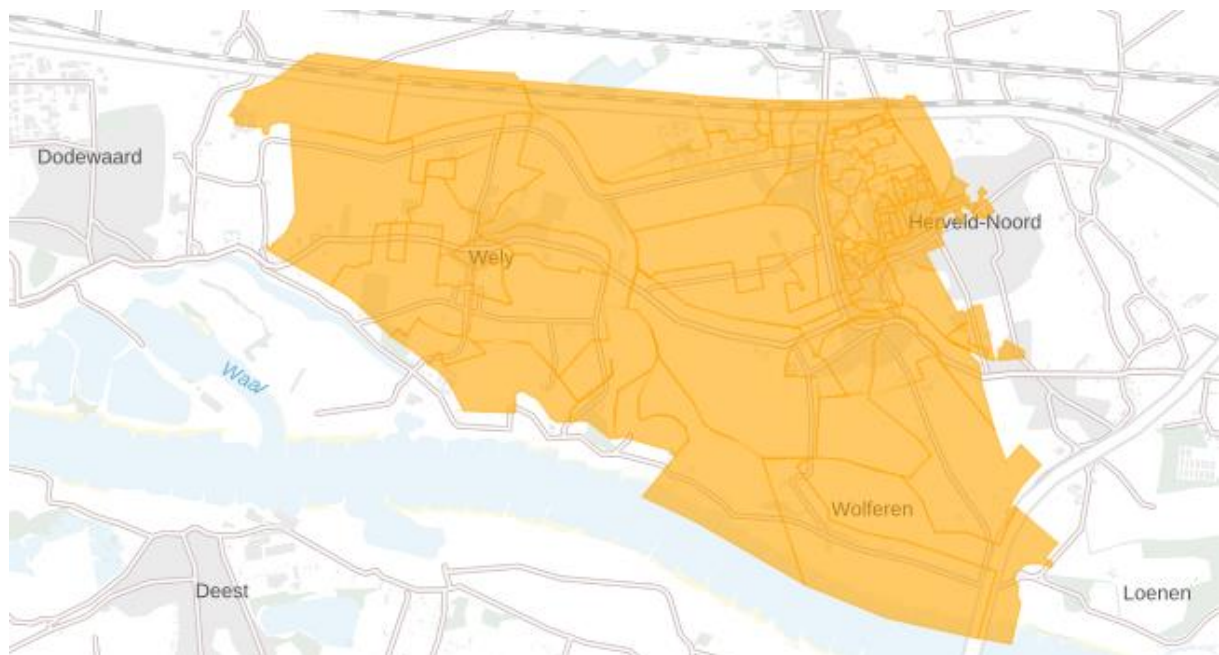 Dodewaard
Herveld-Noord
Wely
Waal
Wolferen
Deest
Loenen